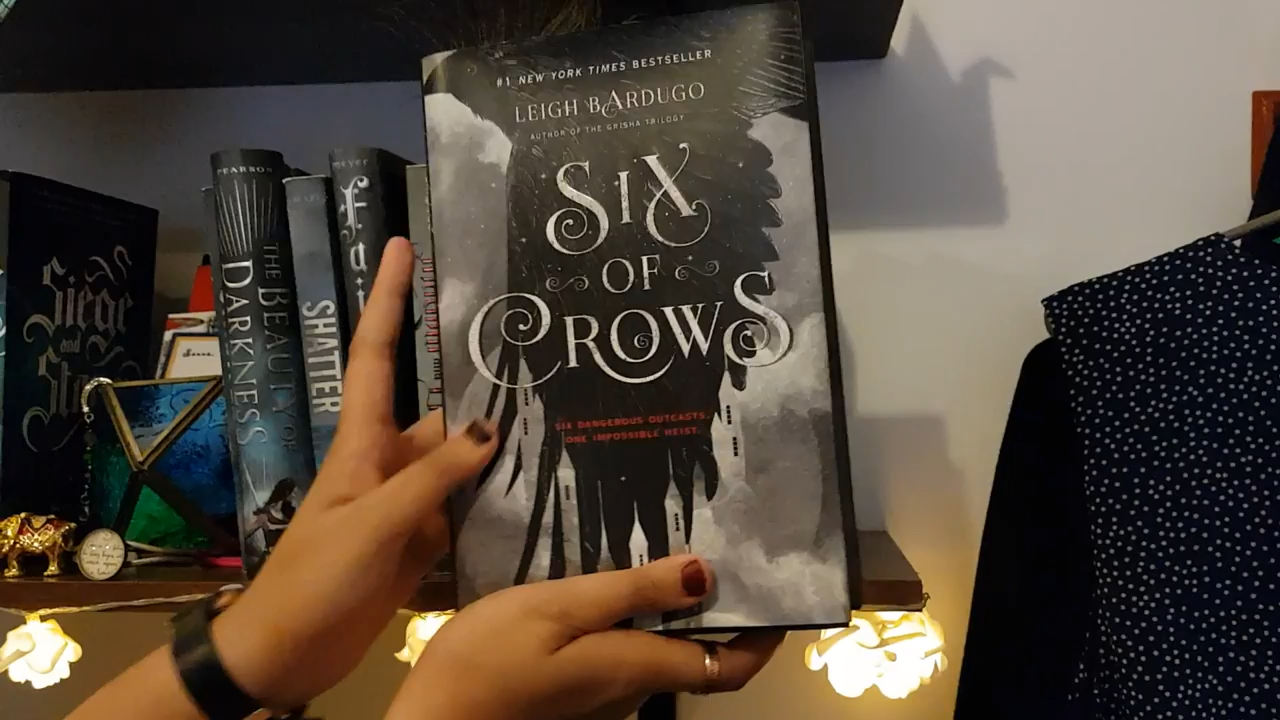 #1 NEW YORK TIMES BESTSELLER
LEIGH BARDUGO
AUTHOR OF THE GRISHA TRILOGY
SIX
OF
CROWS
SIX DANGEROUS OUTCASTS.
ONE IMPOSSIBLE HEIST.
Siege
and
PEARSON
THE BEAUTY OF
DARKNESS
SHATTER